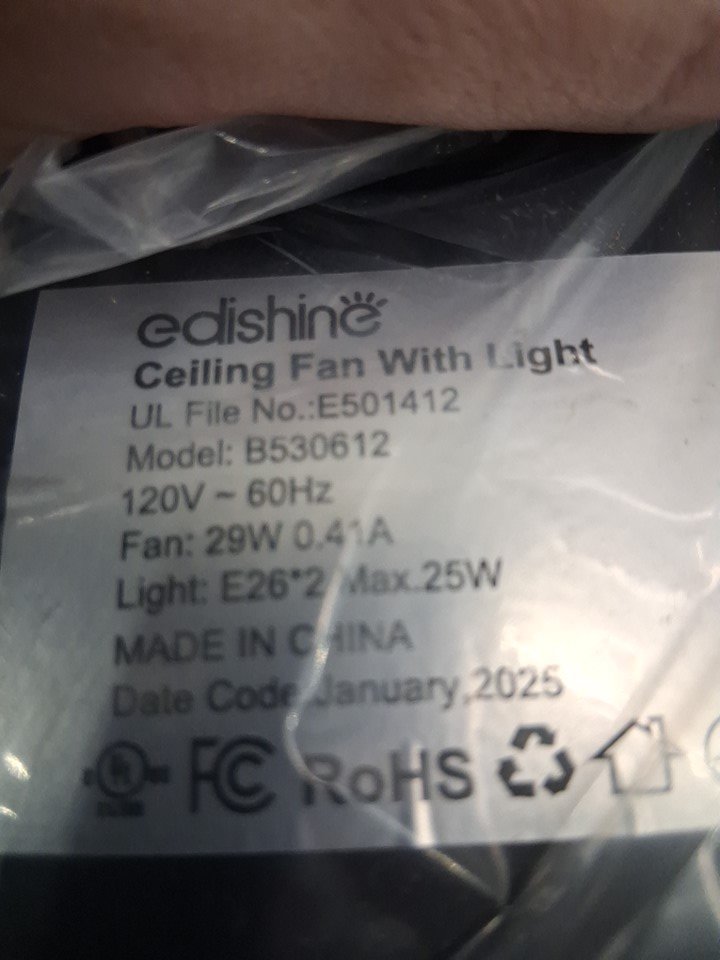 edishine
Ceiling Fan With Light
UL File No.:E501412
Model: B530612
120V ~ 60Hz
Fan: 29W 0.41A
Light: E26*2 Max.25W
MADE IN CHINA
Date Code:January,2025
UL FC RoHS